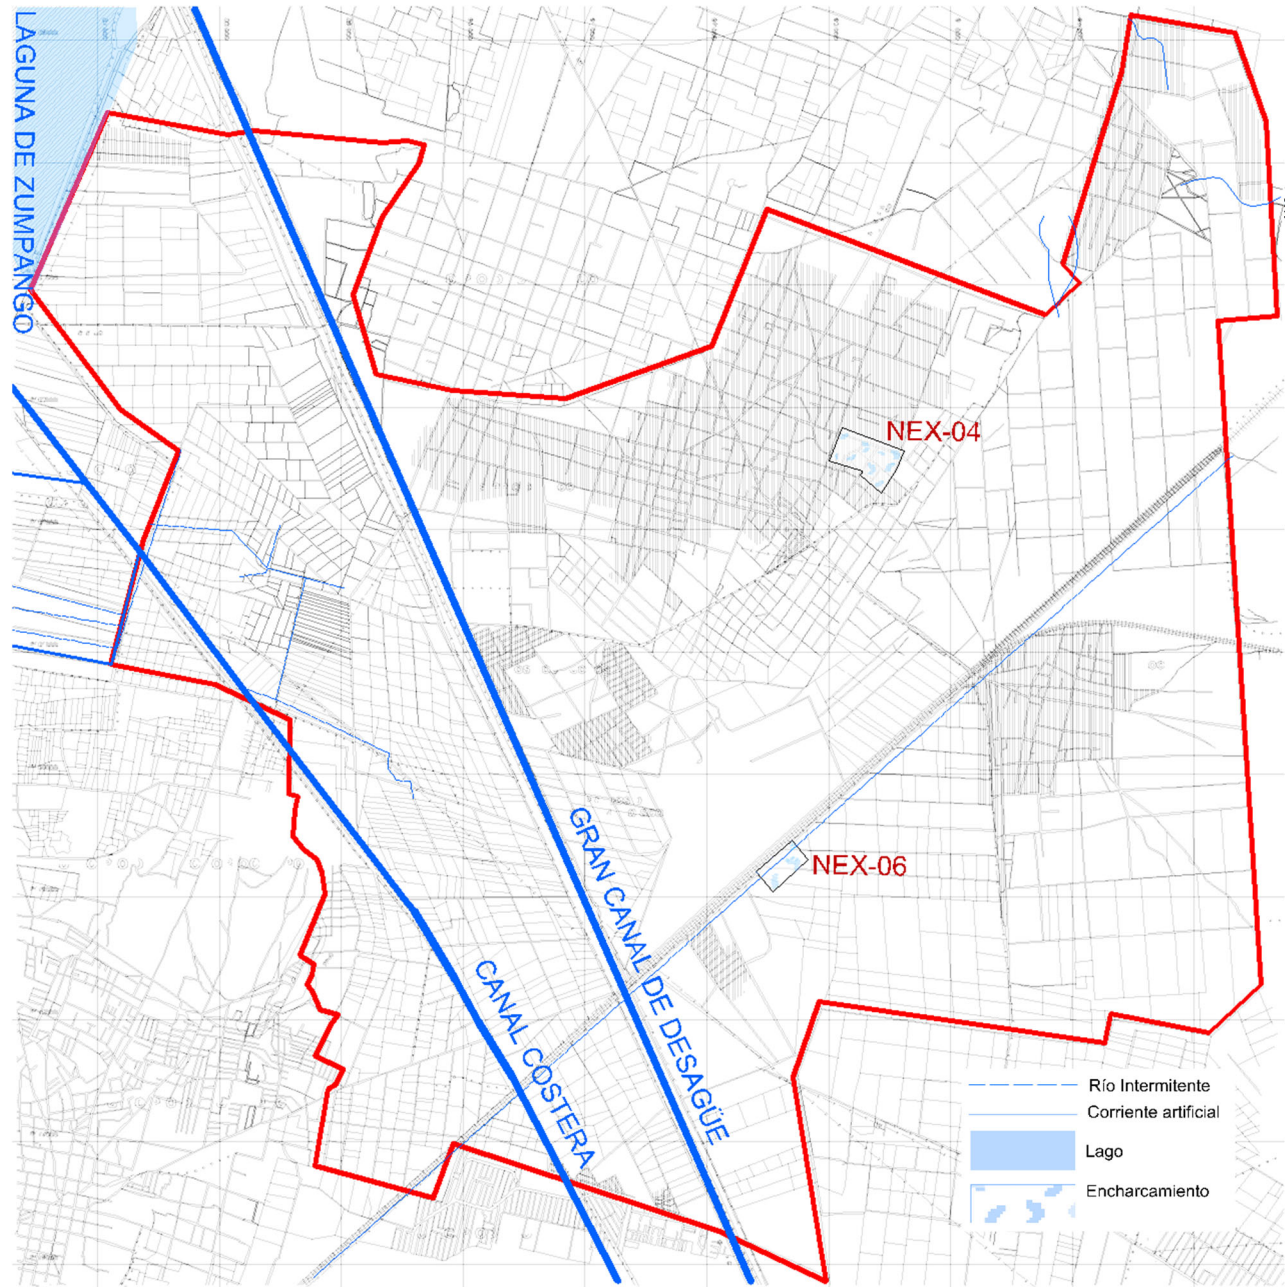 LAGUNA DE ZUMPANGO
NEX-04
NEX-06
GRAN CANAL DE DESAGÜE
CANAL COSTERA
Río Intermitente
Corriente artificial
Lago
Encharcamiento